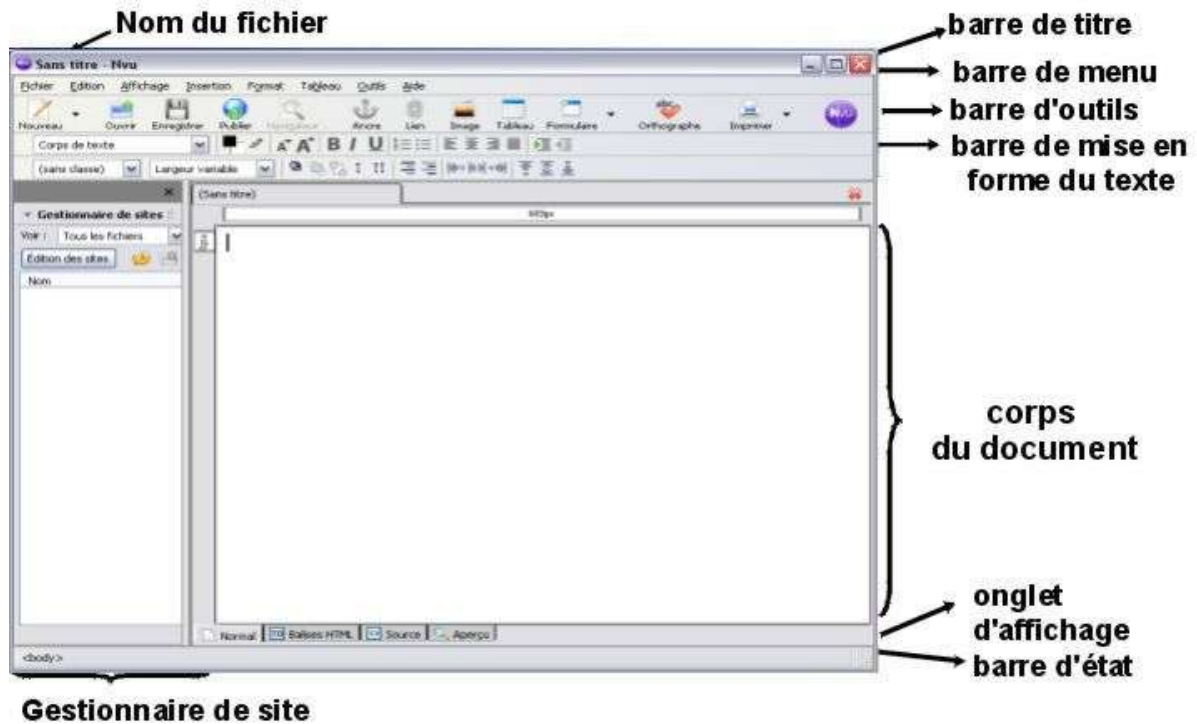 Nom du fichier
barre de titre
Sans titre - Nvu
barre de menu
Fichier Edition Affichage Insertion Format Tableau Outils Aide
barre d'outils
Nouveau Ouvrir Enregistrer Publier Navigateur Ancre Lien Image Tableau Formulaire Orthographe Imprimer
barre de mise en
forme du texte
Corps de texte
(sans classe) Largeur variable
(Sans titre)
Gestionnaire de sites
Voir : Tous les fichiers
Edition des sites
Nom
corps
du document
onglet
d'affichage
Normal Balises HTML Source Aperçu
<body>
barre d'état
Gestionnaire de site